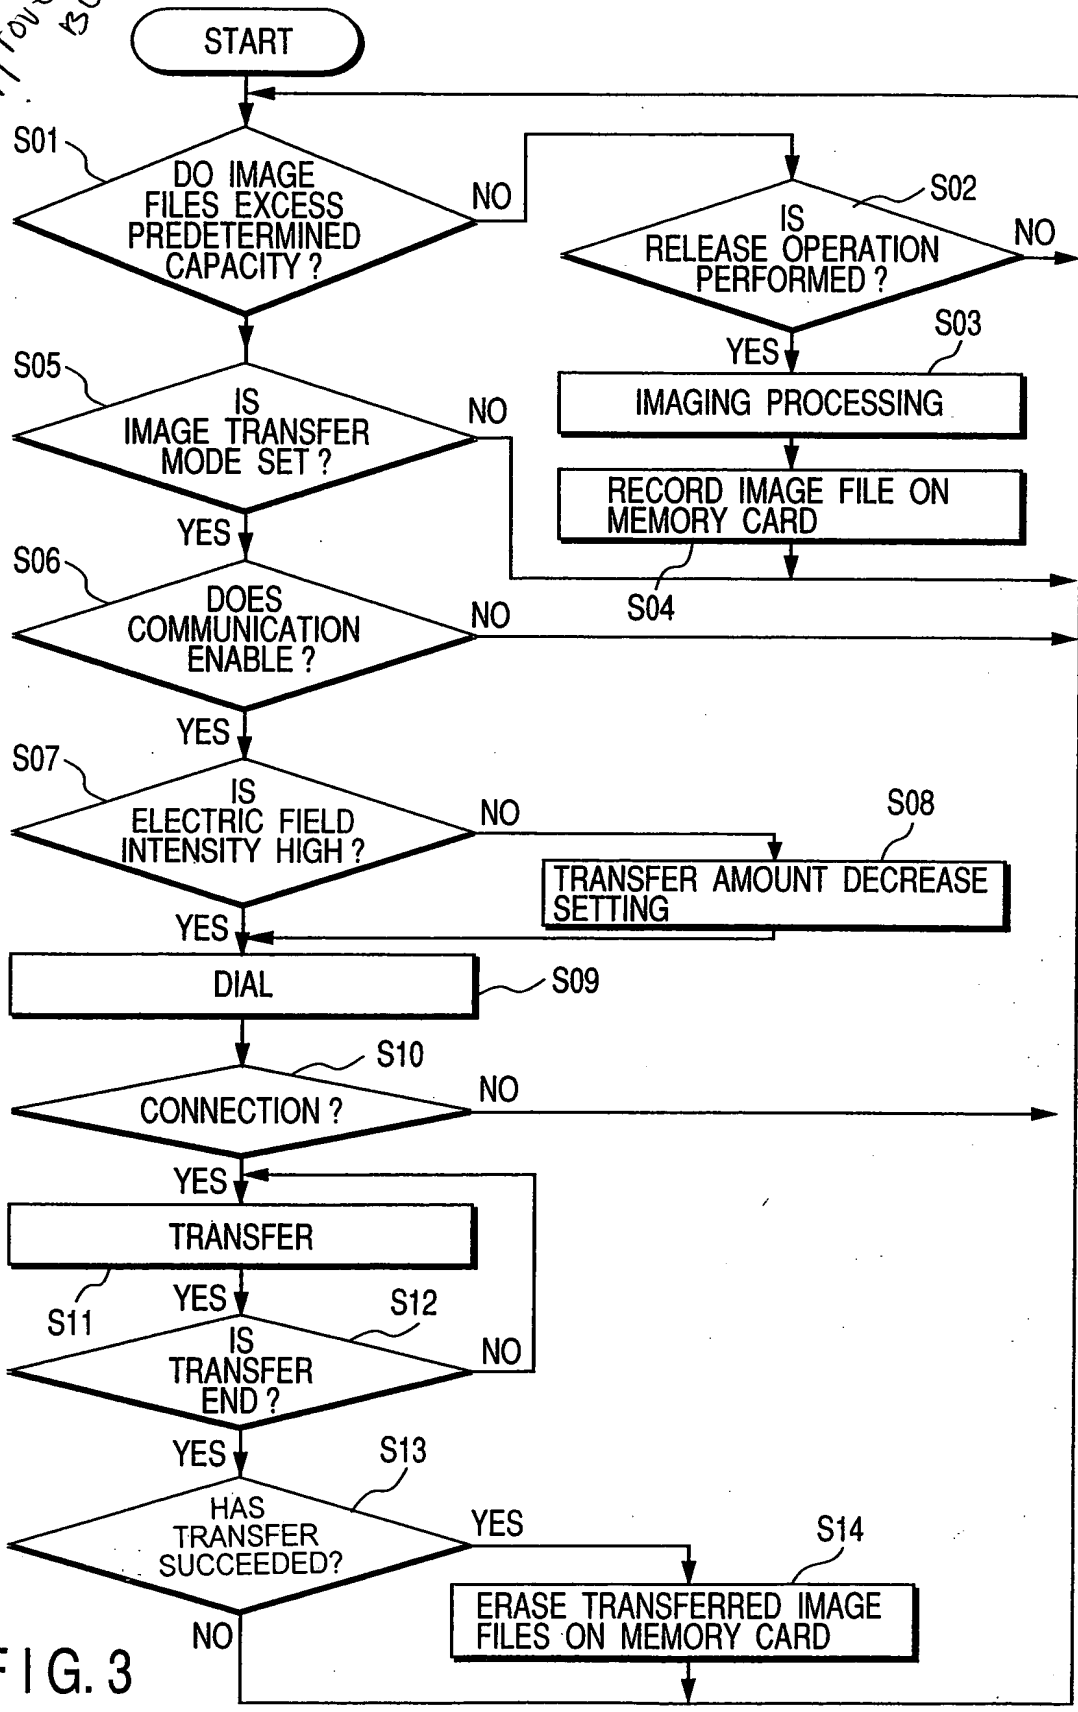 START
S01
DO IMAGE
FILES EXCESS
PREDETERMINED
CAPACITY ?
NO
S02
IS
RELEASE OPERATION
PERFORMED ?
NO
YES
S03
IMAGING PROCESSING
RECORD IMAGE FILE ON
MEMORY CARD
S04
S05
IS
IMAGE TRANSFER
MODE SET ?
NO
YES
S06
DOES
COMMUNICATION
ENABLE ?
NO
YES
S07
IS
ELECTRIC FIELD
INTENSITY HIGH ?
NO
S08
TRANSFER AMOUNT DECREASE
SETTING
YES
DIAL
S09
S10
CONNECTION ?
NO
YES
TRANSFER
S11
YES
S12
IS
TRANSFER
END ?
NO
YES
S13
HAS
TRANSFER
SUCCEEDED?
YES
S14
ERASE TRANSFERRED IMAGE
FILES ON MEMORY CARD
NO
FIG. 3